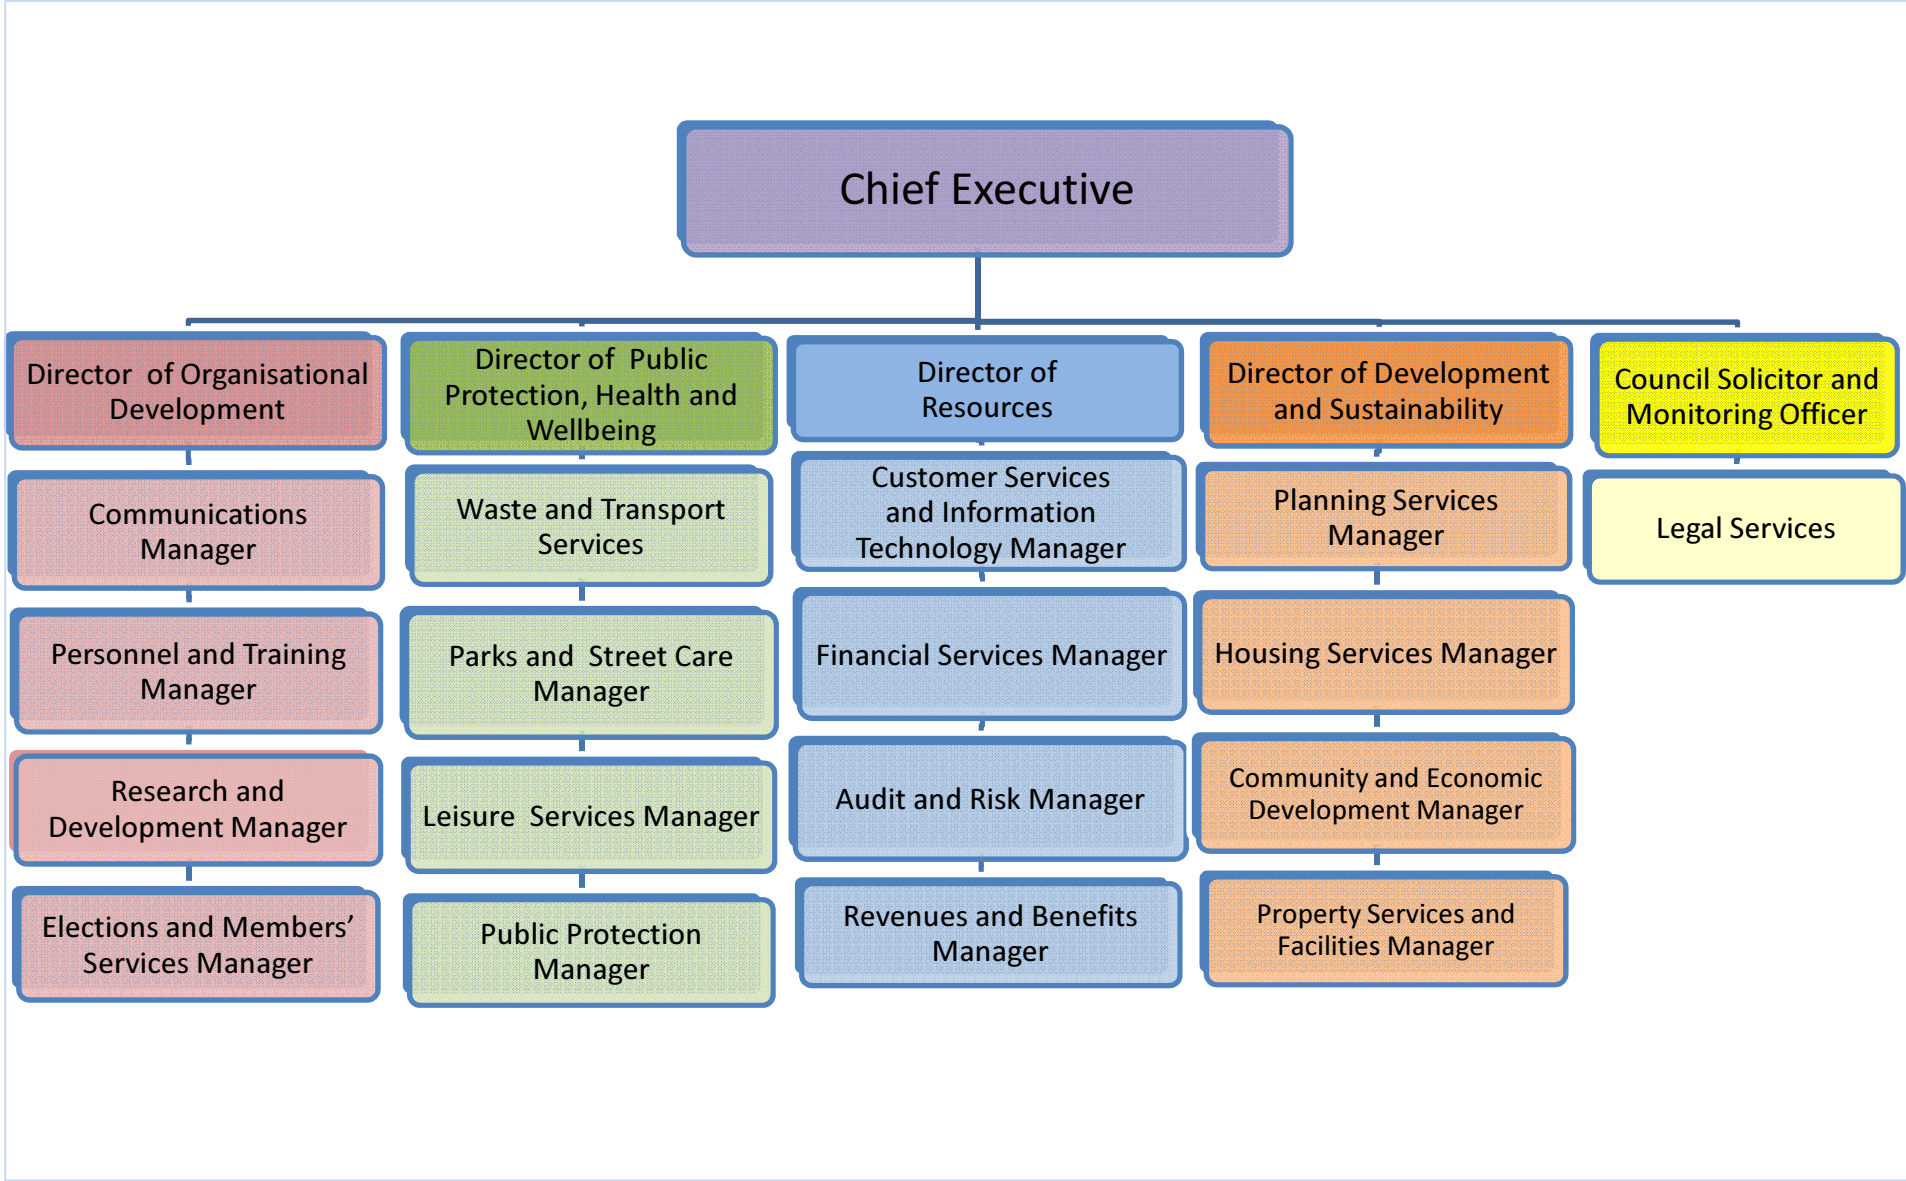 Chief Executive
Director of Organisational
Development
Director of Public
Protection, Health and
Wellbeing
Director of
Resources
Director of Development
and Sustainability
Council Solicitor and
Monitoring Officer
Communications
Manager
Waste and Transport
Services
Customer Services
and Information
Technology Manager
Planning Services
Manager
Legal Services
Personnel and Training
Manager
Parks and Street Care
Manager
Financial Services Manager
Housing Services Manager
Research and
Development Manager
Leisure Services Manager
Audit and Risk Manager
Community and Economic
Development Manager
Elections and Members’
Services Manager
Public Protection
Manager
Revenues and Benefits
Manager
Property Services and
Facilities Manager